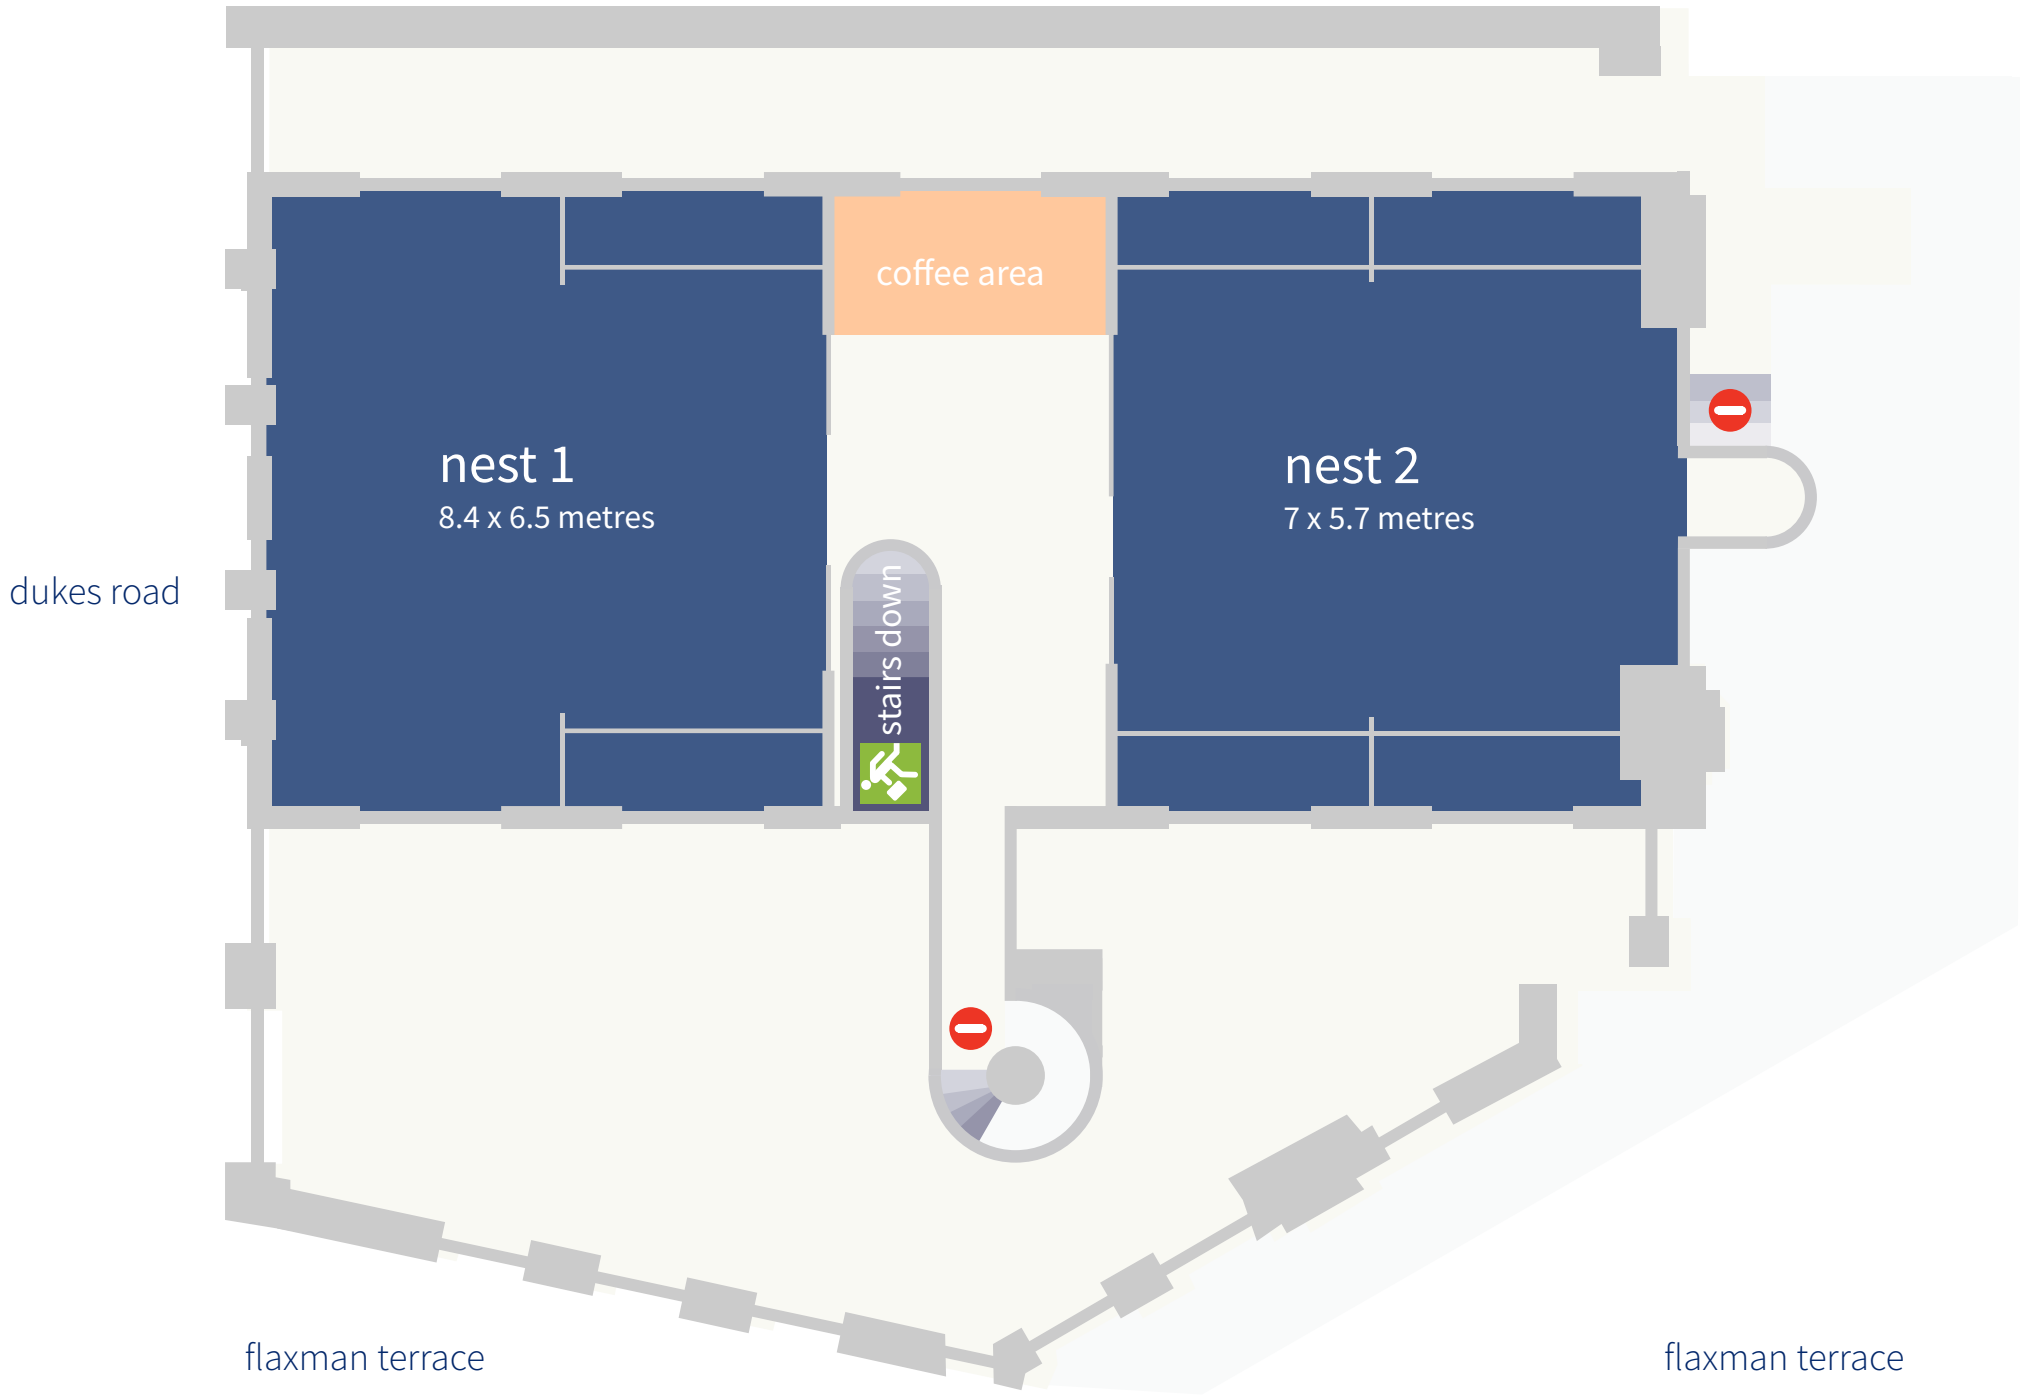 coffee area
nest 1
8.4 x 6.5 metres
nest 2
7 x 5.7 metres
stairs down
dukes road
flaxman terrace
flaxman terrace